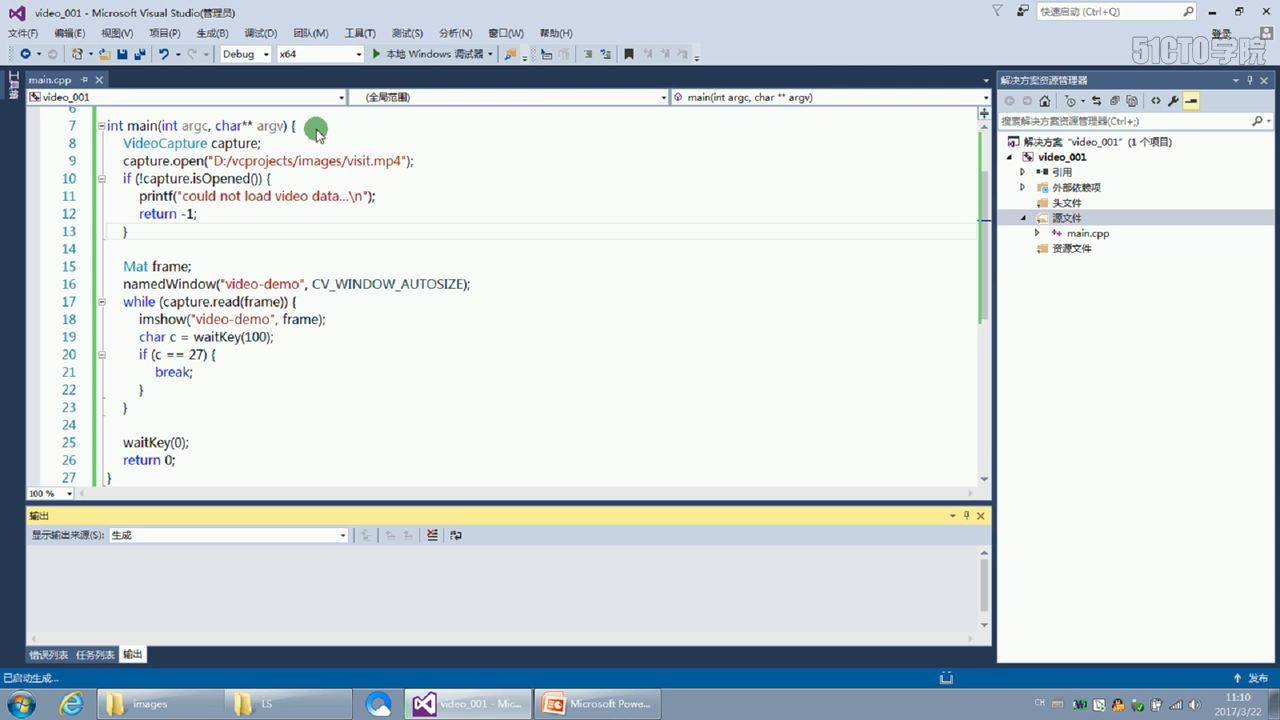 video_001 - Microsoft Visual Studio(管理员)
快速启动 (Ctrl+Q)
文件(F) 编辑(E) 视图(V) 项目(P) 生成(B) 调试(D) 团队(M) 工具(T) 测试(S) 分析(N) 窗口(W) 帮助(H)
登录
51CTO学院
Debug x64 本地 Windows 调试器
工具箱
main.cpp
video_001 (全局范围) main(int argc, char ** argv)
6
7 int main(int argc, char** argv) {
8 VideoCapture capture;
9 capture.open("D:/vcprojects/images/visit.mp4");
10 if (!capture.isOpened()) {
11 printf("could not load video data...\n");
12 return -1;
13 }
14
15 Mat frame;
16 namedWindow("video-demo", CV_WINDOW_AUTOSIZE);
17 while (capture.read(frame)) {
18 imshow("video-demo", frame);
19 char c = waitKey(100);
20 if (c == 27) {
21 break;
22 }
23 }
24
25 waitKey(0);
26 return 0;
27 }
100 %
解决方案资源管理器
搜索解决方案资源管理器(Ctrl+;)
解决方案 "video_001" (1 个项目)
video_001
引用
外部依赖项
头文件
源文件
main.cpp
资源文件
输出
显示输出来源(S): 生成
错误列表 任务列表 输出
已启动生成...
发布
images LS video_001 - Mic... Microsoft Powe...
CH
11:10
2017/3/22